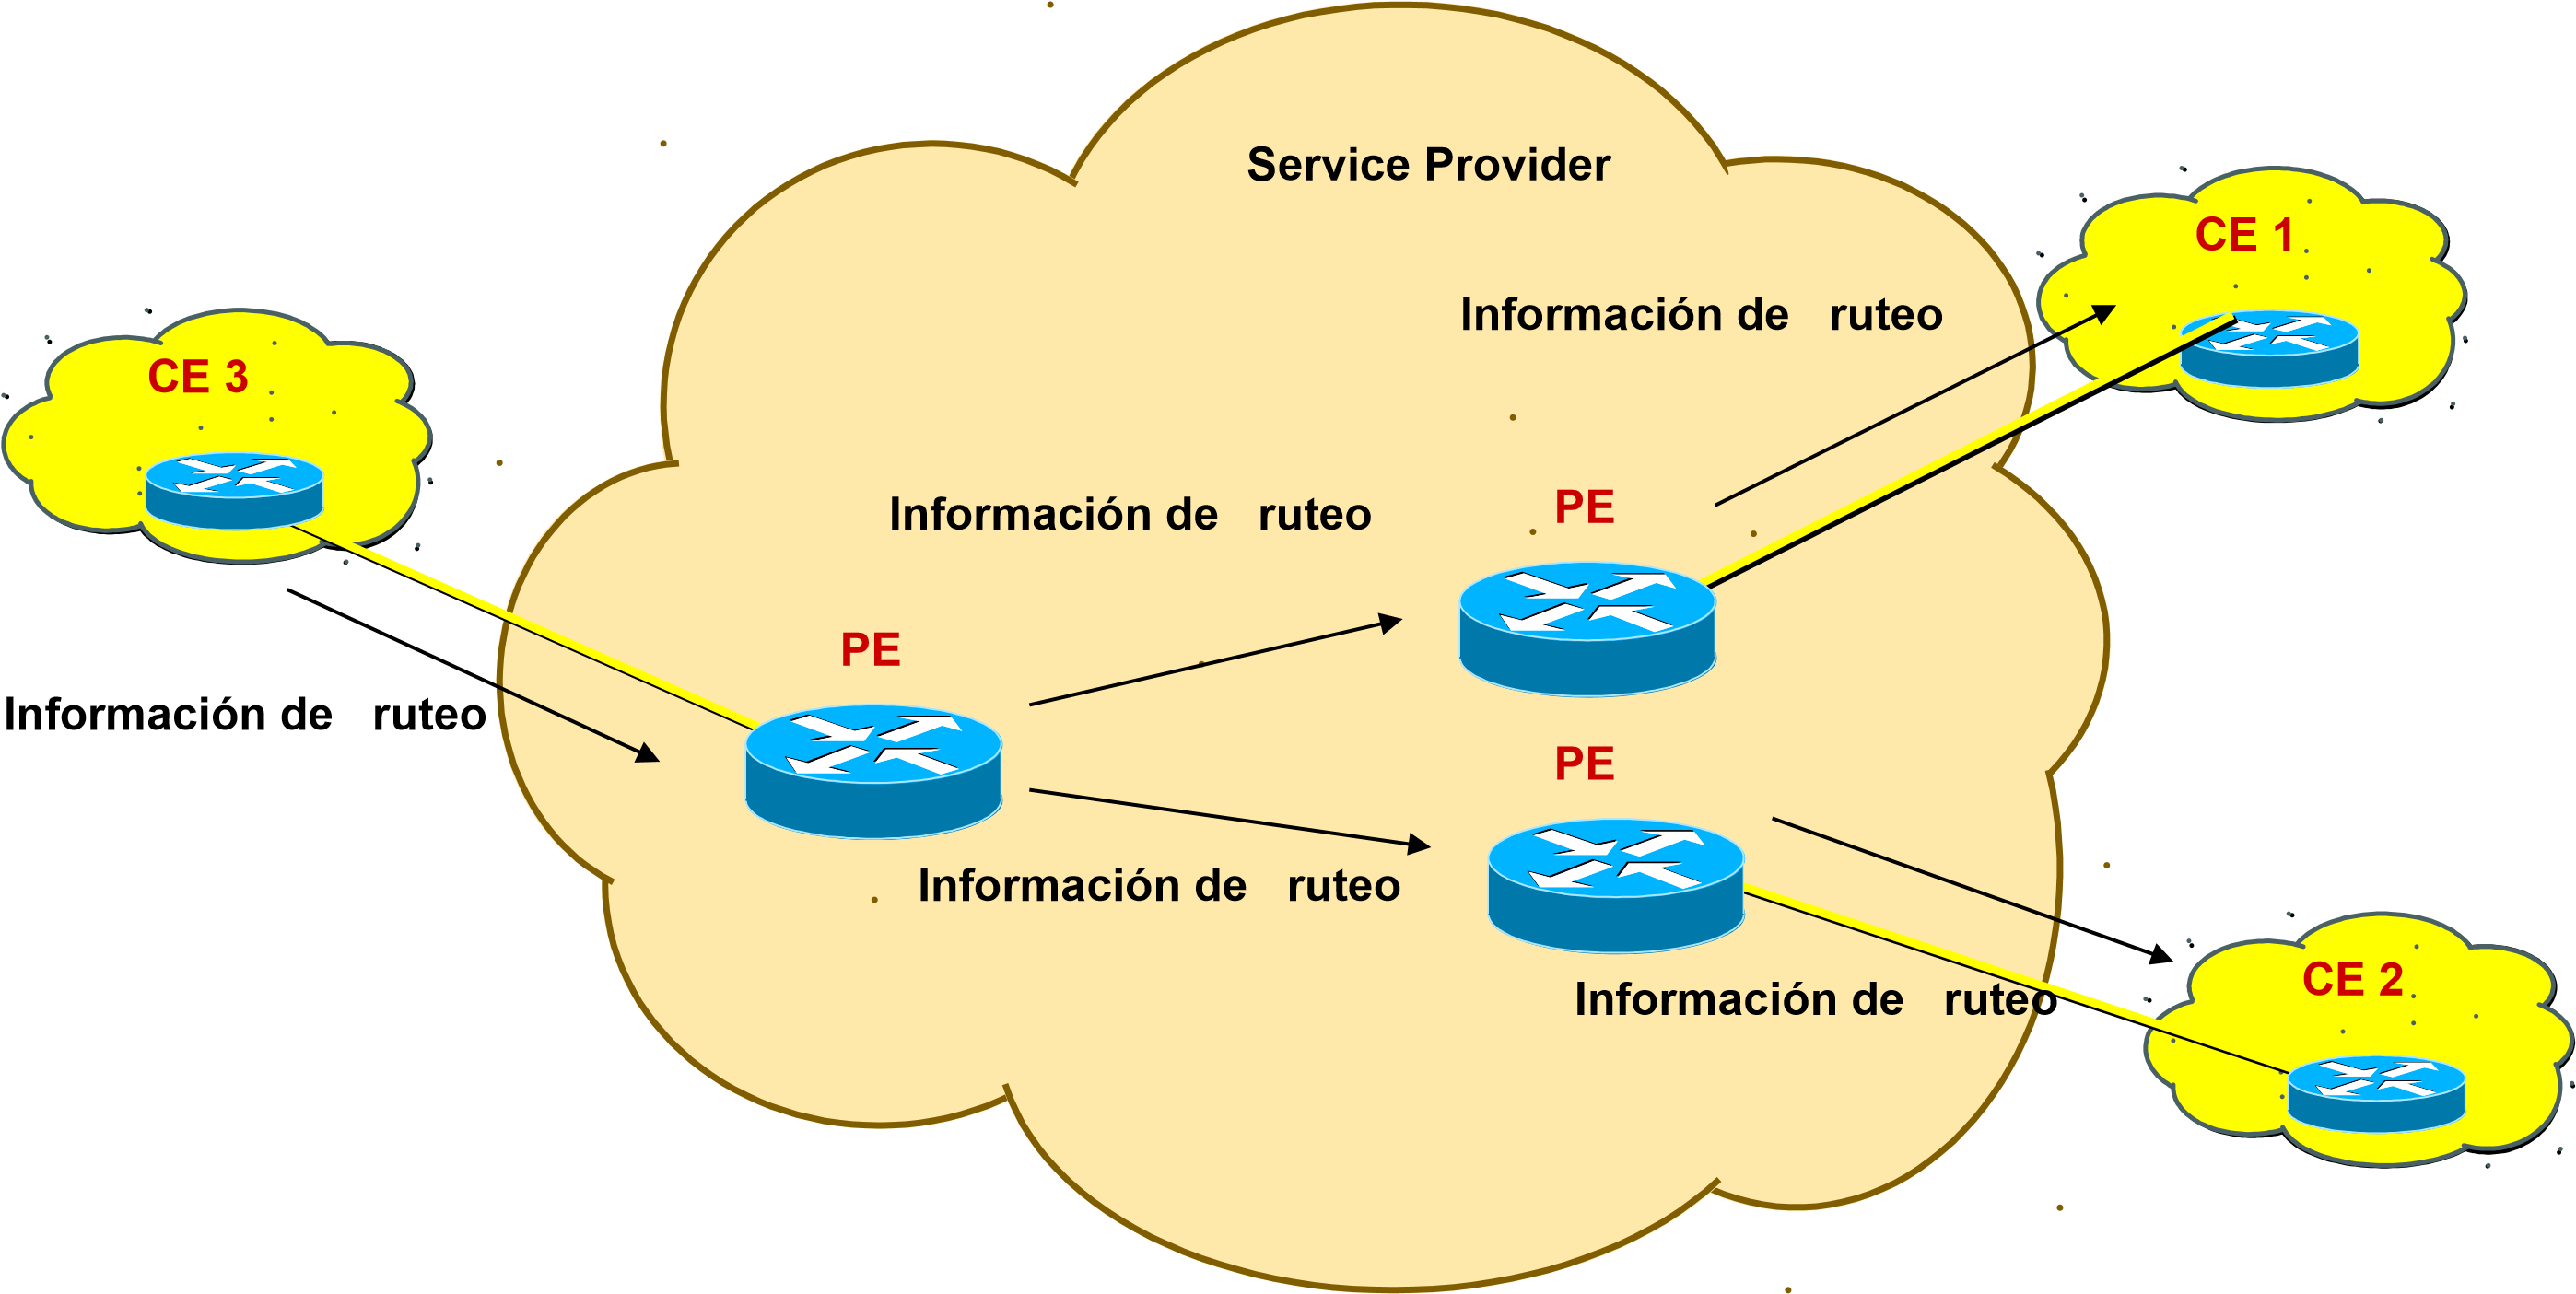 Service Provider
CE 1
Información de ruteo
CE 3
Información de ruteo
PE
PE
Información de ruteo
PE
Información de ruteo
CE 2
Información de ruteo